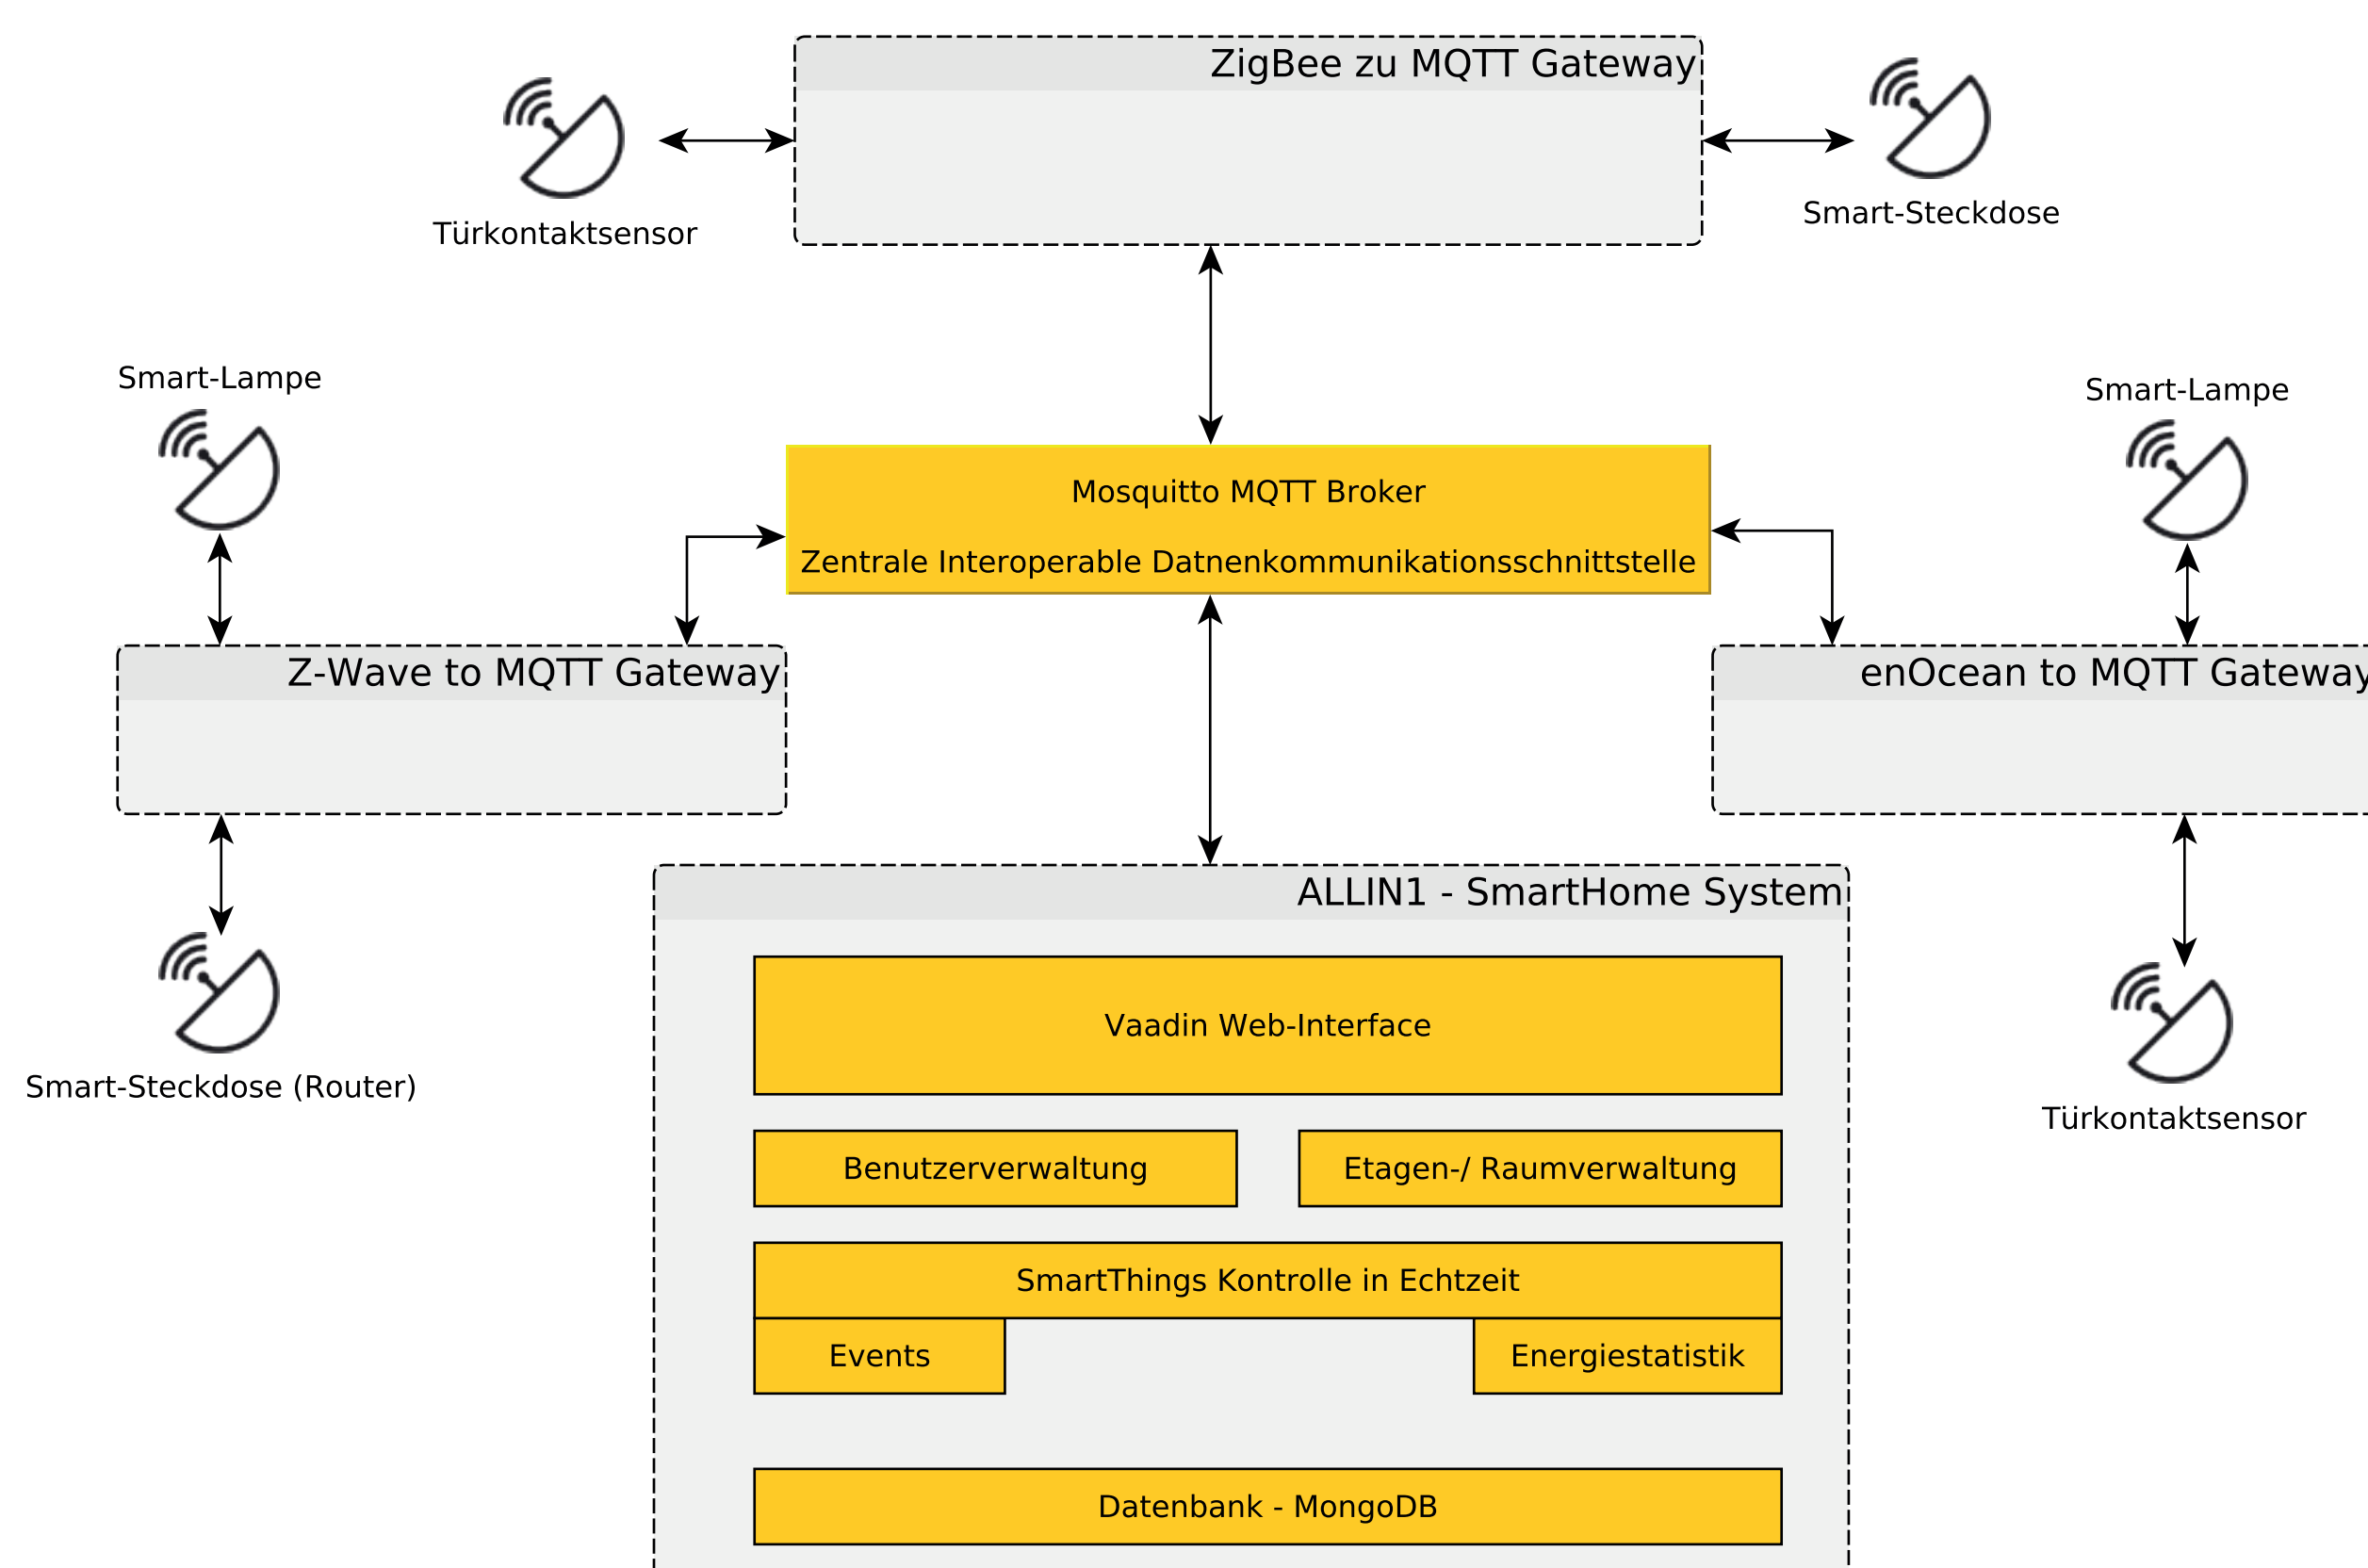 ZigBee zu MQTT Gateway
Türkontaktsensor
Smart-Steckdose
Smart-Lampe
Smart-Lampe
Mosquitto MQTT Broker
Zentrale Interoperable Datnenkommunikationsschnittstelle
Z-Wave to MQTT Gateway
enOcean to MQTT Gateway
ALLIN1 - SmartHome System
Vaadin Web-Interface
Smart-Steckdose (Router)
Türkontaktsensor
Benutzerverwaltung
Etagen-/ Raumverwaltung
SmartThings Kontrolle in Echtzeit
Events
Energiestatistik
Datenbank - MongoDB